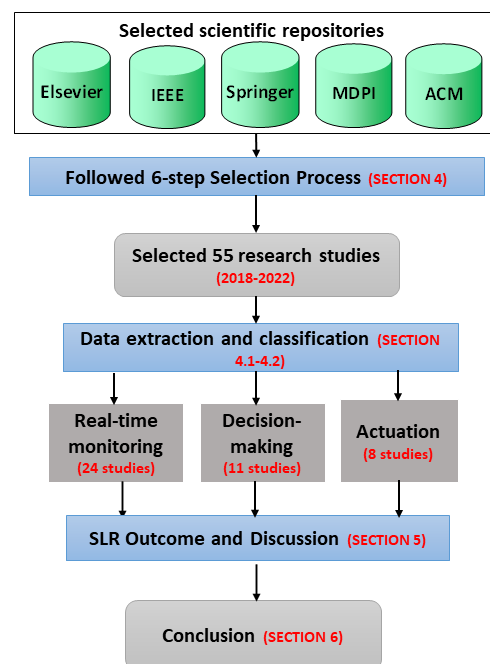 Selected scientific repositories
Elsevier
IEEE
Springer
MDPI
ACM
Followed 6-step Selection Process (SECTION 4)
Selected 55 research studies
(2018-2022)
Data extraction and classification (SECTION
4.1-4.2)
Real-time
monitoring
(24 studies)
Decision-
making
(11 studies)
Actuation
(8 studies)
SLR Outcome and Discussion (SECTION 5)
Conclusion (SECTION 6)